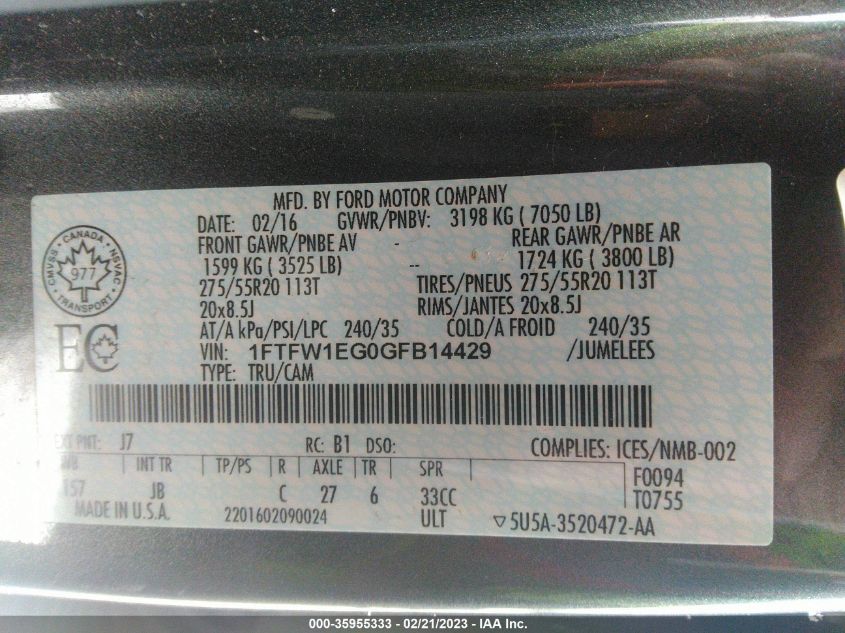 MFD. BY FORD MOTOR COMPANY
DATE: 02/16 GVWR/PNBV: 3198 KG ( 7050 LB)
FRONT GAWR/PNBE AV - REAR GAWR/PNBE AR
1599 KG ( 3525 LB) -- 1724 KG ( 3800 LB)
275/55R20 113T TIRES/PNEUS 275/55R20 113T
20x8.5J RIMS/JANTES 20x8.5J
AT/A kPa/PSI/LPC 240/35 COLD/A FROID 240/35
VIN: 1FTFW1EG0GFB14429 /JUMELEES
TYPE: TRU/CAM
CMVSS · CANADA · NSVAC
977
TRANSPORT
EC
EXT PNT: J7 RC: B1 DSO: COMPLIES: ICES/NMB-002
WB INT TR TP/PS R AXLE TR SPR F0094
157 JB C 27 6 33CC T0755
MADE IN U.S.A. 2201602090024 ULT ▽5U5A-3520472-AA
000-35955333 - 02/21/2023 - © IAA Inc.